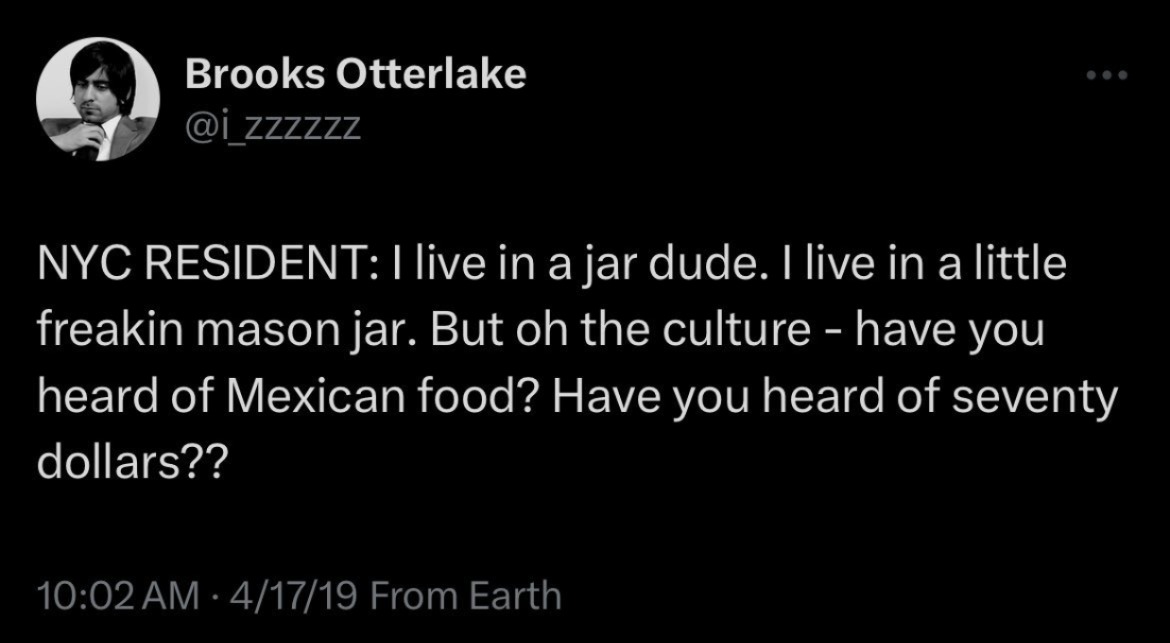 Brooks Otterlake
@i_zzzzzz
NYC RESIDENT: I live in a jar dude. I live in a little
freakin mason jar. But oh the culture - have you
heard of Mexican food? Have you heard of seventy
dollars??
10:02 AM · 4/17/19 From Earth